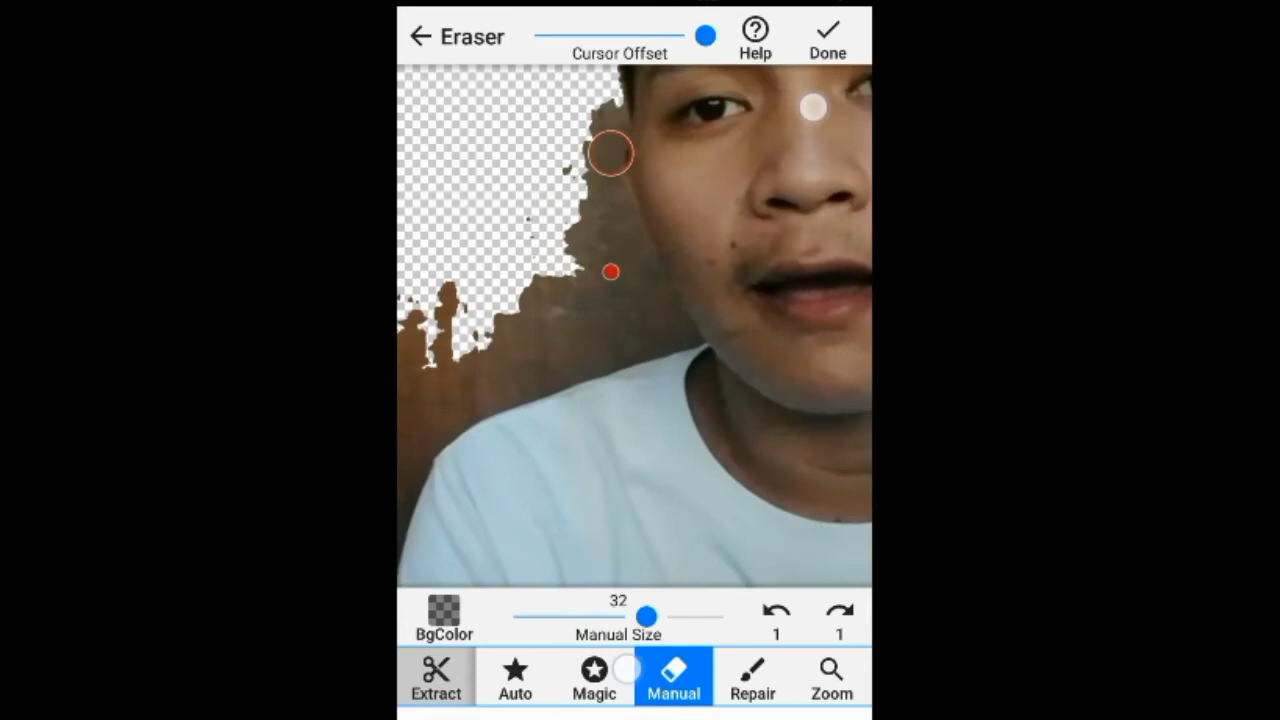 Eraser
Cursor Offset
Help
Done
32
BgColor
Manual Size
1
1
Extract
Auto
Magic
Manual
Repair
Zoom